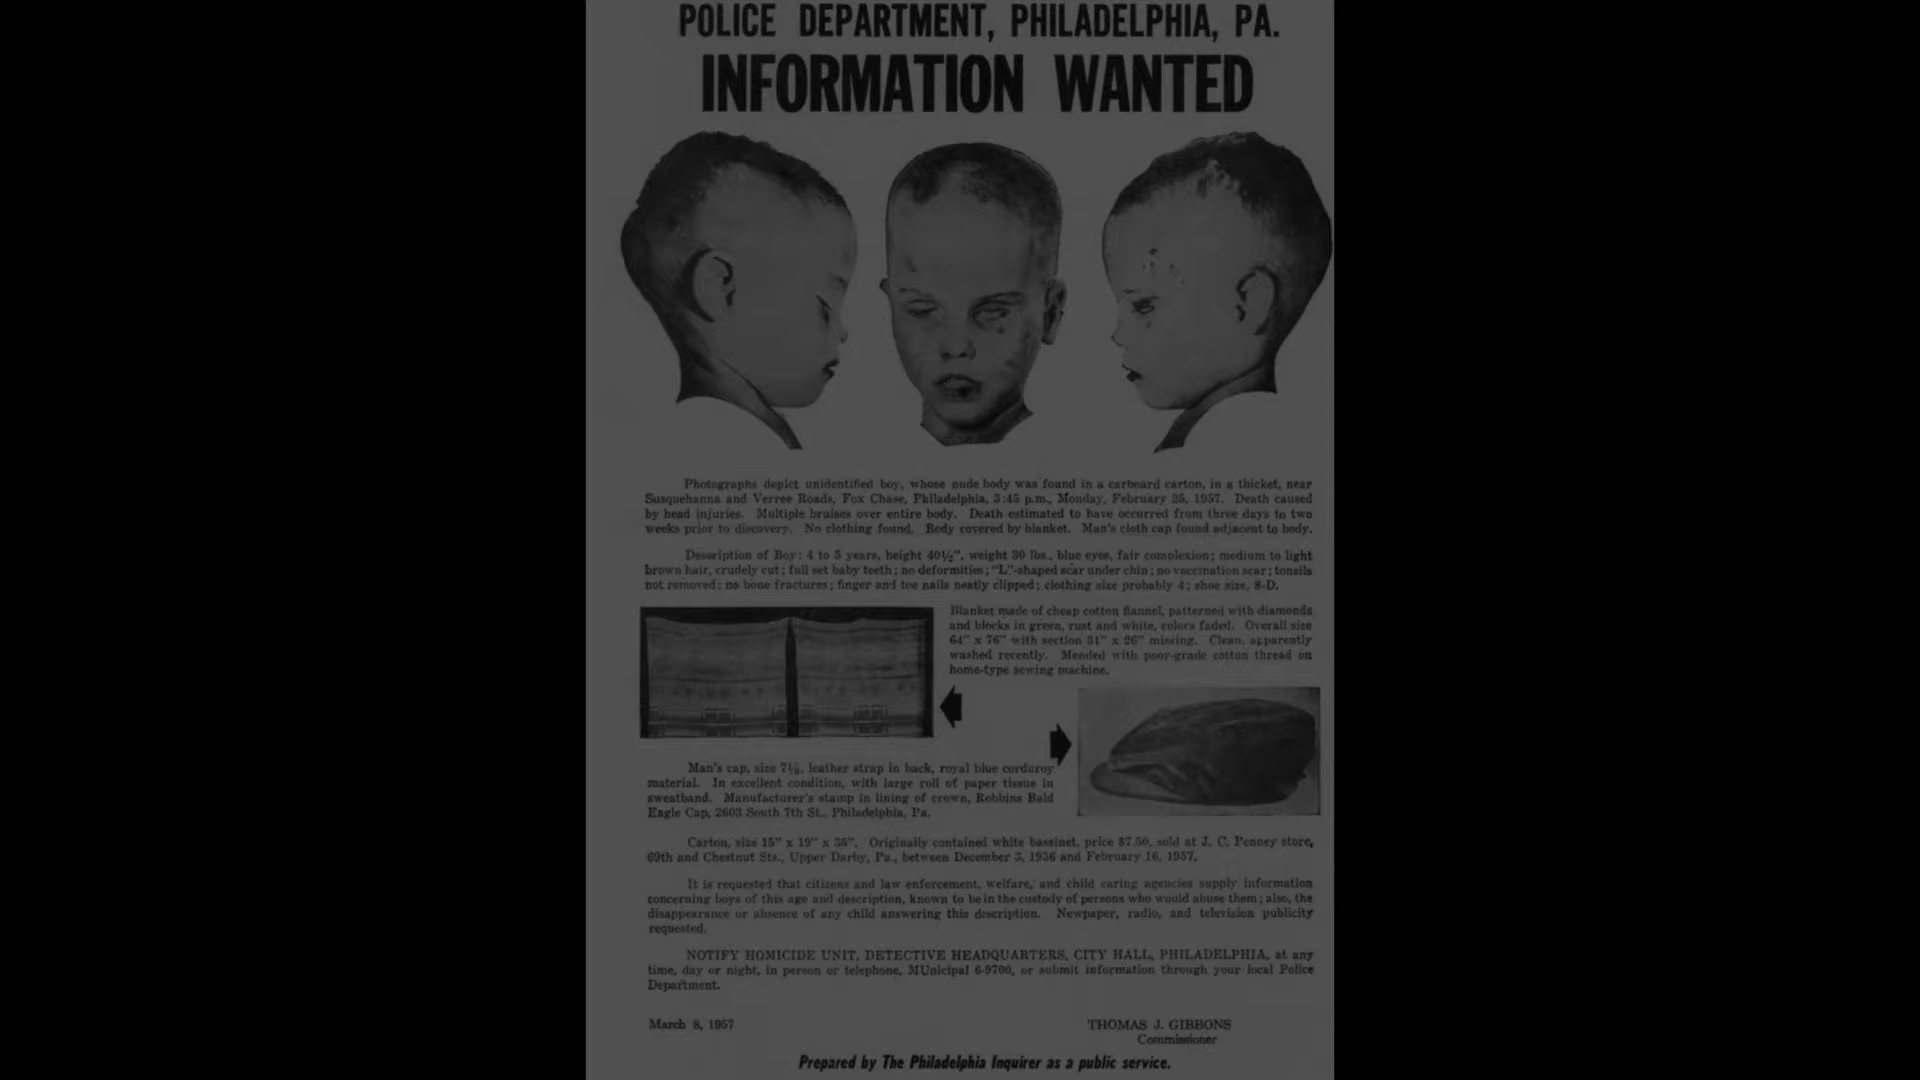 POLICE DEPARTMENT, PHILADELPHIA, PA.
INFORMATION WANTED
Photographs depict unidentified boy, whose nude body was found in a carboard carton, in a thicket, near
Susquehanna and Verree Roads, Fox Chase, Philadelphia, 3:45 p.m., Monday, February 25, 1957. Death caused
by head injuries. Multiple bruises over entire body. Death estimated to have occurred from three days to two
weeks prior to discovery. No clothing found. Body covered by blanket. Man's cloth cap found adjacent to body.
Description of Boy: 4 to 5 years, height 40½", weight 30 lbs., blue eyes, fair complexion; medium to light
brown hair, crudely cut; full set baby teeth; no deformities; "L"-shaped scar under chin; no vaccination scar; tonsils
not removed; no bone fractures; finger and toe nails neatly clipped; clothing size probably 4; shoe size, 8-D.
Blanket made of cheap cotton flannel, patterned with diamonds
and blocks in green, rust and white, colors faded. Overall size
64" x 76" with section 31" x 26" missing. Clean, apparently
washed recently. Mended with poor-grade cotton thread on
home-type sewing machine.
Man's cap, size 7⅛, leather strap in back, royal blue corduroy
material. In excellent condition, with large roll of paper tissue in
sweatband. Manufacturer's stamp in lining of crown, Robbins Bald
Eagle Cap, 2603 South 7th St., Philadelphia, Pa.
Carton, size 15" x 19" x 35". Originally contained white bassinet, price $7.50, sold at J. C. Penney store,
69th and Chestnut Sts., Upper Darby, Pa., between December 3, 1956 and February 16, 1957.
It is requested that citizens and law enforcement, welfare, and child caring agencies supply information
concerning boys of this age and description, known to be in the custody of persons who would abuse them; also, the
disappearance or absence of any child answering this description. Newpaper, radio, and television publicity
requested.
NOTIFY HOMICIDE UNIT, DETECTIVE HEADQUARTERS, CITY HALL, PHILADELPHIA, at any
time, day or night, in person or telephone, MUnicipal 6-9700, or submit information through your local Police
Department.
March 8, 1957
THOMAS J. GIBBONS
Commissioner
Prepared by The Philadelphia Inquirer as a public service.